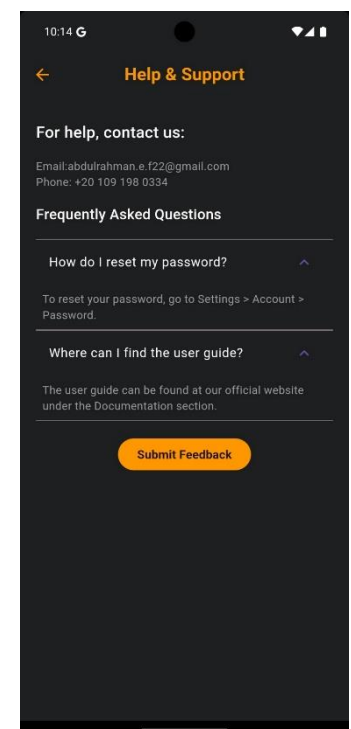 10:14 G
Help & Support
For help, contact us:
Email:abdulrahman.e.f22@gmail.com
Phone: +20 109 198 0334
Frequently Asked Questions
How do I reset my password?
To reset your password, go to Settings > Account >
Password.
Where can I find the user guide?
The user guide can be found at our official website
under the Documentation section.
Submit Feedback